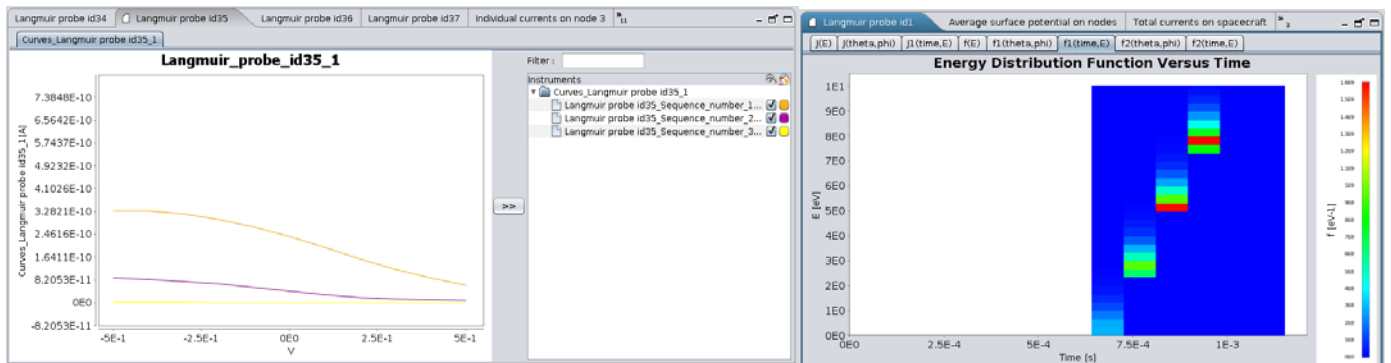 Langmuir probe id34
Langmuir probe id35
Langmuir probe id36
Langmuir probe id37
Individual currents on node 3
»11
Curves_Langmuir probe id35_1
Langmuir_probe_id35_1
7.3848E-10
6.5642E-10
5.7437E-10
4.9232E-10
4.1026E-10
3.2821E-10
2.4616E-10
1.6411E-10
8.2053E-11
0E0
-8.2053E-11
Curves_Langmuir probe id35_1[A]
-5E-1
-2.5E-1
0E0
2.5E-1
5E-1
V
>>
Filter :
Instruments
Curves_Langmuir probe id35_1
Langmuir probe id35_Sequence_number_1...
Langmuir probe id35_Sequence_number_2...
Langmuir probe id35_Sequence_number_3...
Langmuir probe id1
Average surface potential on nodes
Total currents on spacecraft
»2
J(E)
J(theta,phi)
J1(time,E)
f(E)
f1(theta,phi)
f1(time,E)
f2(theta,phi)
f2(time,E)
Energy Distribution Function Versus Time
1E1
9E0
8E0
7E0
6E0
5E0
4E0
3E0
2E0
1E0
0E0
E [eV]
0E0
2.5E-4
5E-4
7.5E-4
1E-3
Time [s]
f [eV-1]